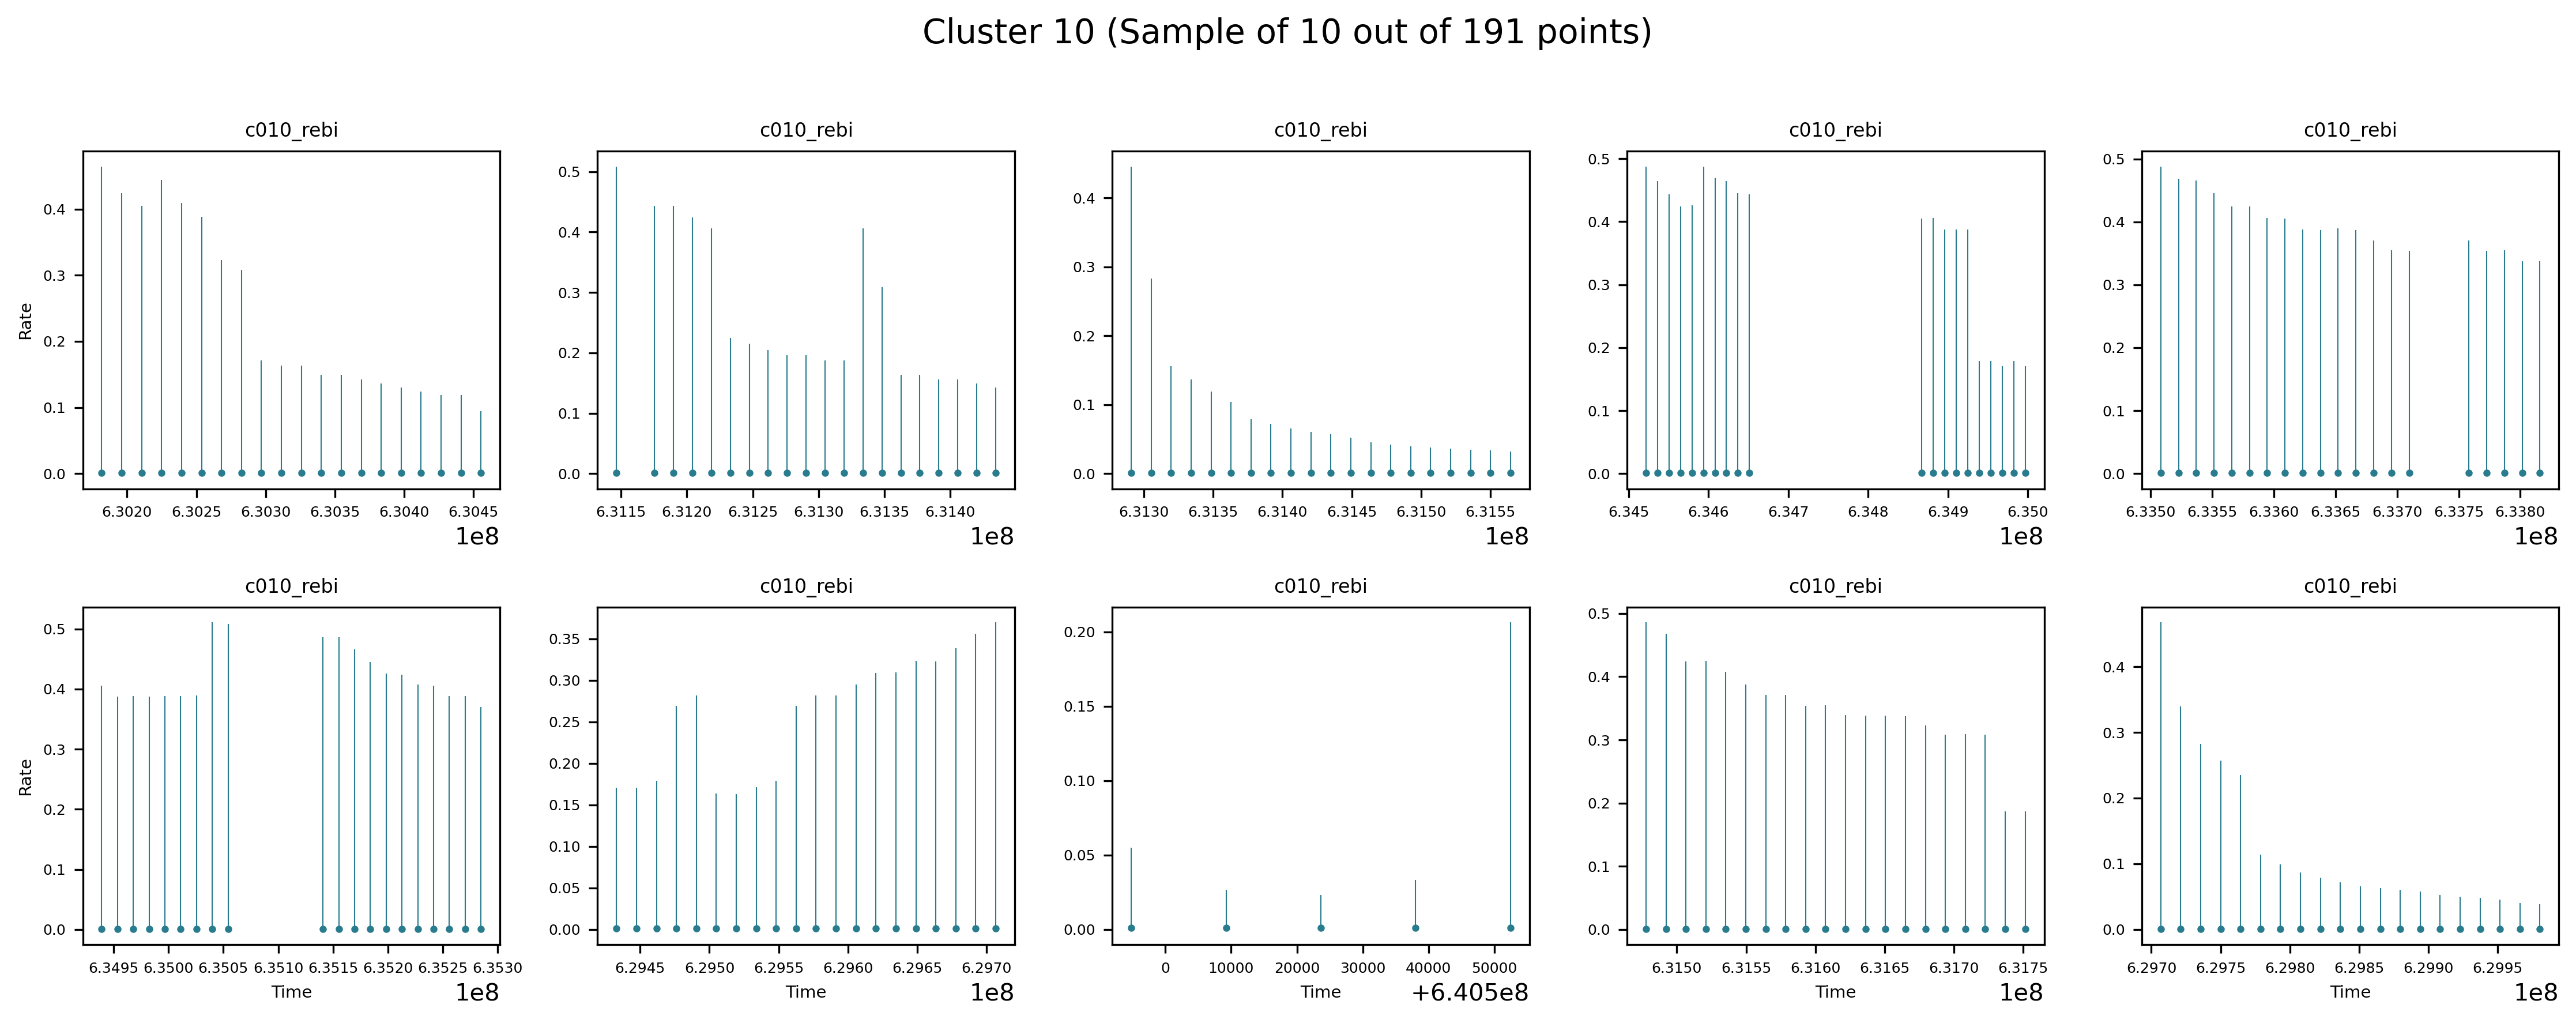 Cluster 10 (Sample of 10 out of 191 points)
c010_rebi c010_rebi c010_rebi c010_rebi c010_rebi
Rate
0.4
0.3
0.2
0.1
0.0
6.3020 6.3025 6.3030 6.3035 6.3040 6.3045
1e8
0.5
0.4
0.3
0.2
0.1
0.0
6.3115 6.3120 6.3125 6.3130 6.3135 6.3140
1e8
0.4
0.3
0.2
0.1
0.0
6.3130 6.3135 6.3140 6.3145 6.3150 6.3155
1e8
0.5
0.4
0.3
0.2
0.1
0.0
6.345 6.346 6.347 6.348 6.349 6.350
1e8
0.5
0.4
0.3
0.2
0.1
0.0
6.3350 6.3355 6.3360 6.3365 6.3370 6.3375 6.3380
1e8
c010_rebi c010_rebi c010_rebi c010_rebi c010_rebi
Rate
0.5
0.4
0.3
0.2
0.1
0.0
6.3495 6.3500 6.3505 6.3510 6.3515 6.3520 6.3525 6.3530
Time 1e8
0.35
0.30
0.25
0.20
0.15
0.10
0.05
0.00
6.2945 6.2950 6.2955 6.2960 6.2965 6.2970
Time 1e8
0.20
0.15
0.10
0.05
0.00
0 10000 20000 30000 40000 50000
Time +6.405e8
0.5
0.4
0.3
0.2
0.1
0.0
6.3150 6.3155 6.3160 6.3165 6.3170 6.3175
Time 1e8
0.4
0.3
0.2
0.1
0.0
6.2970 6.2975 6.2980 6.2985 6.2990 6.2995
Time 1e8